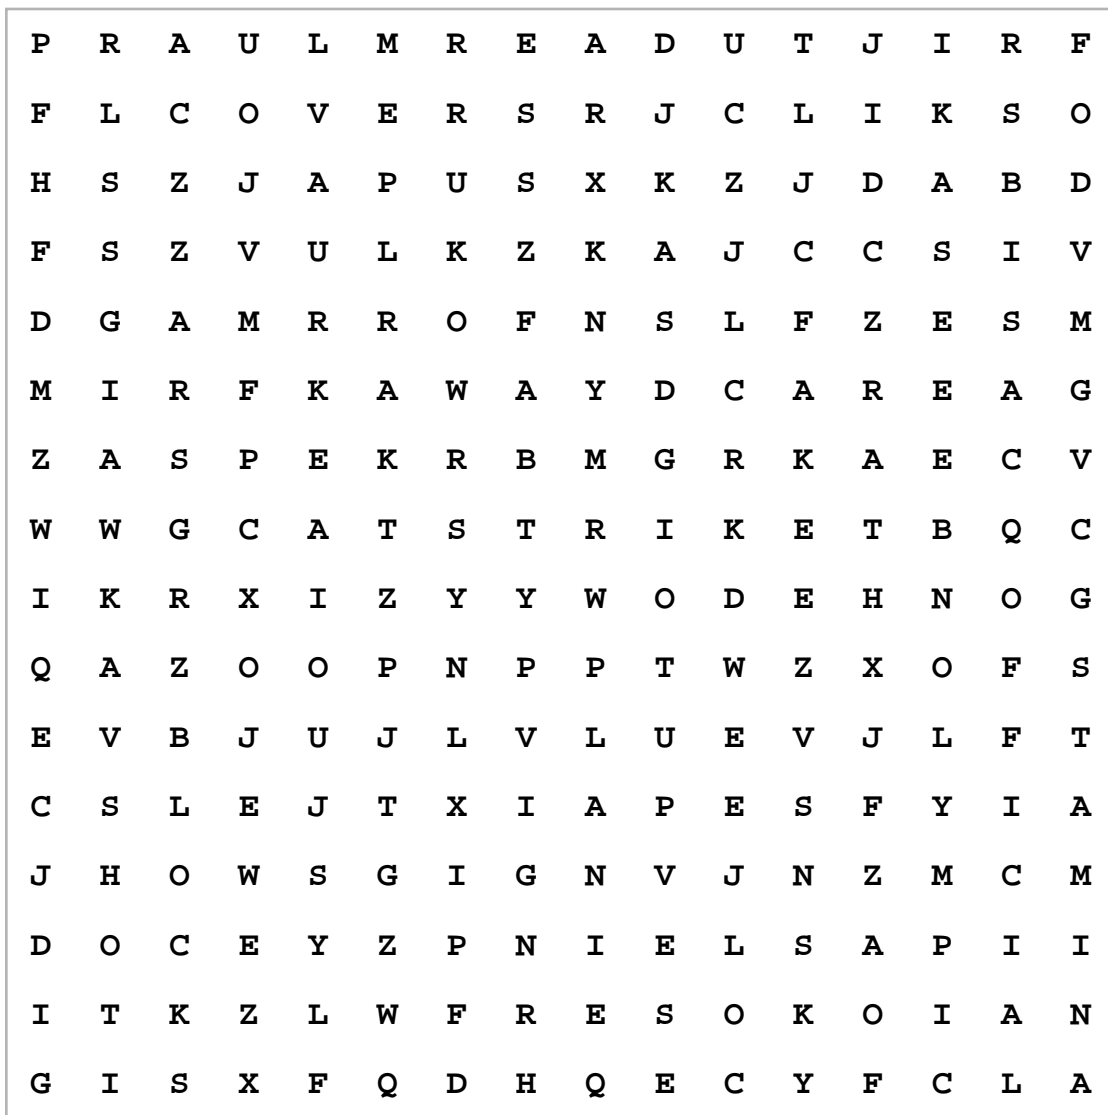 P R A U L M R E A D U T J I R F
F L C O V E R S R J C L I K S O
H S Z J A P U S X K Z J D A B D
F S Z V U L K Z K A J C C S I V
D G A M R R O F N S L F Z E S M
M I R F K A W A Y D C A R E A G
Z A S P E K R B M G R K A E C V
W W G C A T S T R I K E T B Q C
I K R X I Z Y Y W O D E H N O G
Q A Z O O P N P P T W Z X O F S
E V B J U J L V L U E V J L F T
C S L E J T X I A P E S F Y I A
J H O W S G I G N V J N Z M C M
D O C E Y Z P N I E L S A P I I
I T K Z L W F R E S O K O I A N
G I S X F Q D H Q E C Y F C L A